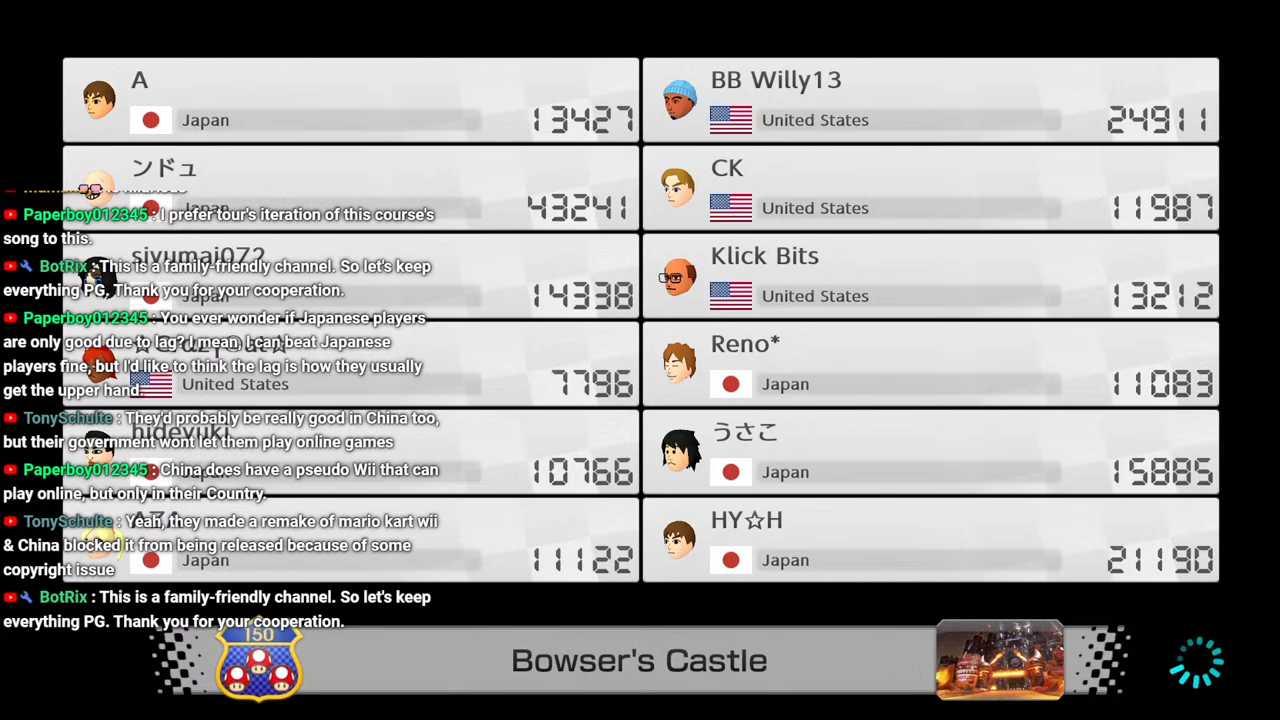 A
Japan
13427
BB Willy13
United States
24911
ンドュ
43241
CK
United States
11987
Paperboy012345 : I prefer tour's iteration of this course's
song to this.
siyumai072
14338
Klick Bits
United States
13212
BotRix : This is a family-friendly channel. So let's keep
everything PG, Thank you for your cooperation.
Paperboy012345 : You ever wonder if Japanese players
are only good due to lag? I mean, I can beat Japanese
players fine, but I'd like to think the lag is how they usually
get the upper hand.
United States
7796
Reno*
Japan
11083
TonySchulte : They'd probably be really good in China too,
but their government wont let them play online games
hideyuki
10766
うさこ
Japan
15885
Paperboy012345 : China does have a pseudo Wii that can
play online, but only in their Country.
TonySchulte : Yeah, they made a remake of mario kart wii
& China blocked it from being released because of some
copyright issue
Japan
11122
HY☆H
Japan
21190
BotRix : This is a family-friendly channel. So let's keep
everything PG. Thank you for your cooperation.
150
Bowser's Castle